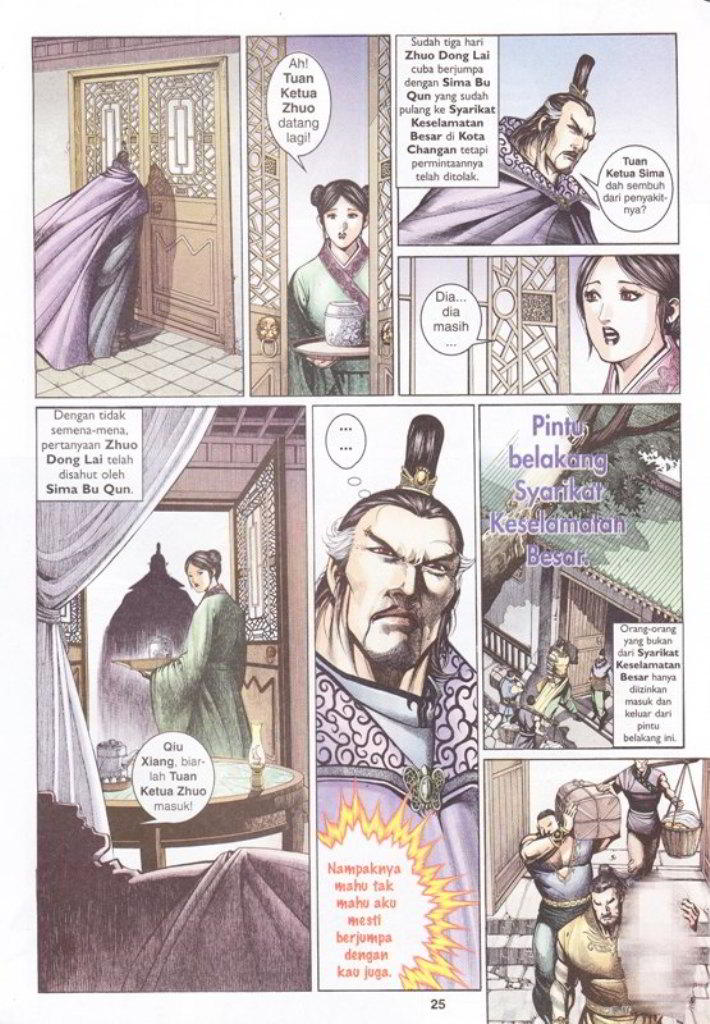 Ah!
Tuan
Ketua
Zhuo
datang
lagi!
Sudah tiga hari
Zhuo Dong Lai
cuba berjumpa
dengan Sima Bu
Qun yang sudah
pulang ke Syarikat
Keselamatan
Besar di Kota
Changan tetapi
permintaannya
telah ditolak.
Tuan
Ketua Sima
dah sembuh
dari penyakit-
nya?
Dia...
dia
masih
...
Dengan tidak
semena-mena,
pertanyaan Zhuo
Dong Lai telah
disahut oleh
Sima Bu Qun.
Qiu
Xiang, biar-
lah Tuan
Ketua Zhuo
masuk!
...
...
Nampaknya
mahu tak
mahu aku
mesti
berjumpa
dengan
kau juga.
Pintu
belakang
Syarikat
Keselamatan
Besar.
Orang-orang
yang bukan
dari Syarikat
Keselamatan
Besar hanya
diizinkan
masuk dan
keluar dari
pintu
belakang ini.
25